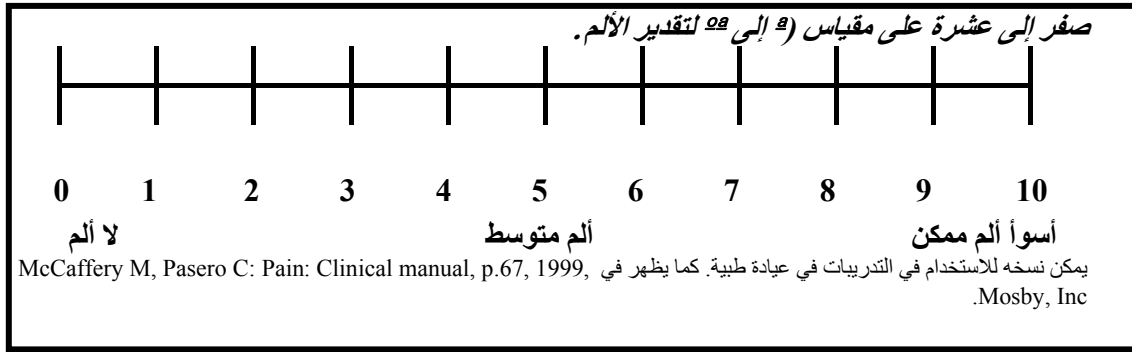 صفر إلى عشرة على مقياس (ª إلى ºª لتقدير الألم.
0 1 2 3 4 5 6 7 8 9 10
لا ألم ألم متوسط أسوأ ألم ممكن
يمكن نسخه للاستخدام في التدريبات في عيادة طبية. كما يظهر في McCaffery M, Pasero C: Pain: Clinical manual, p.67, 1999,
Mosby, Inc.